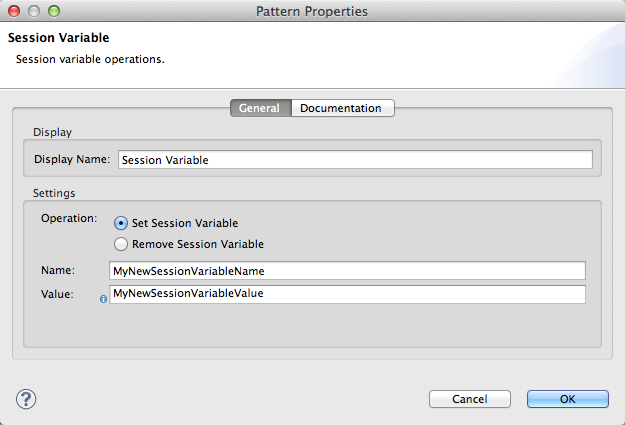 Pattern Properties
Session Variable
Session variable operations.
General Documentation
Display
Display Name: Session Variable
Settings
Operation: Set Session Variable
Remove Session Variable
Name: MyNewSessionVariableName
Value: i MyNewSessionVariableValue
? Cancel OK